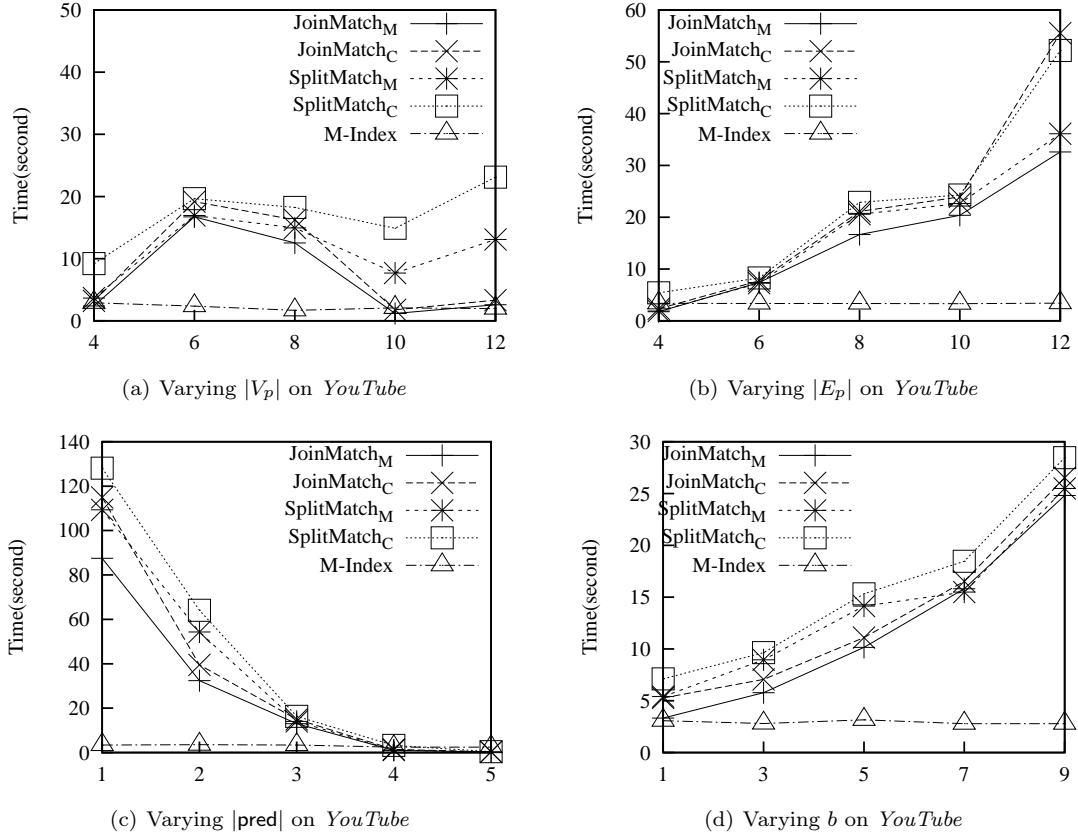 50
40
30
20
10
0
4 6 8 10 12
Time(second)
JoinMatchM
JoinMatchC
SplitMatchM
SplitMatchC
M-Index
(a) Varying |Vp| on YouTube
60
50
40
30
20
10
0
4 6 8 10 12
Time(second)
JoinMatchM
JoinMatchC
SplitMatchM
SplitMatchC
M-Index
(b) Varying |Ep| on YouTube
140
120
100
80
60
40
20
0
1 2 3 4 5
Time(second)
JoinMatchM
JoinMatchC
SplitMatchM
SplitMatchC
M-Index
(c) Varying |pred| on YouTube
30
25
20
15
10
5
0
1 3 5 7 9
Time(second)
JoinMatchM
JoinMatchC
SplitMatchM
SplitMatchC
M-Index
(d) Varying b on YouTube